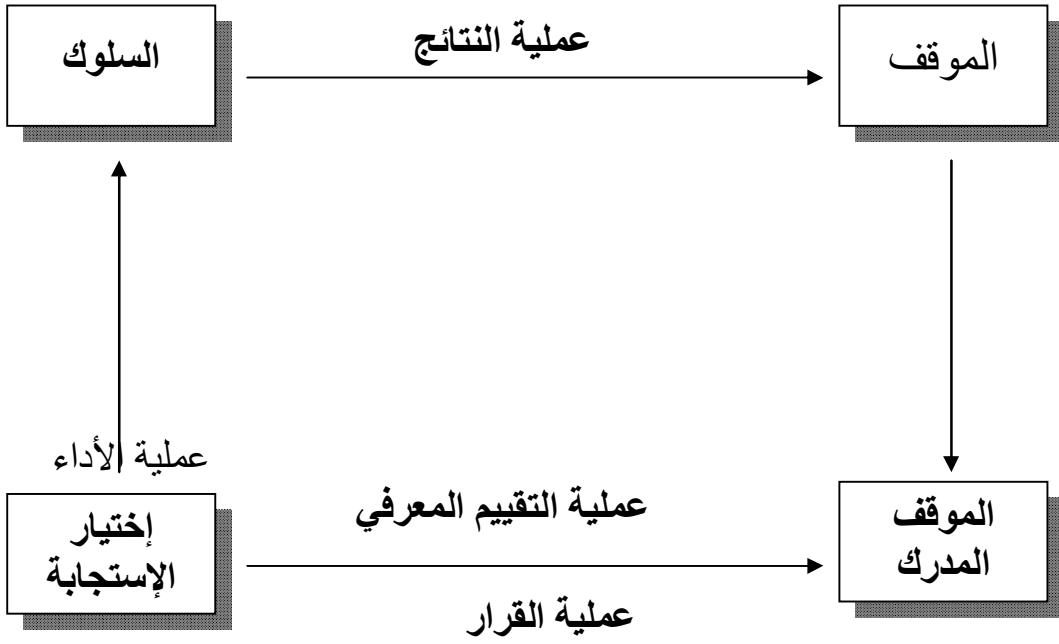 الموقف
عملية النتائج
السلوك
عملية الأداء
الموقف
المدرك
عملية التقييم المعرفي
عملية القرار
إختيار
الإستجابة